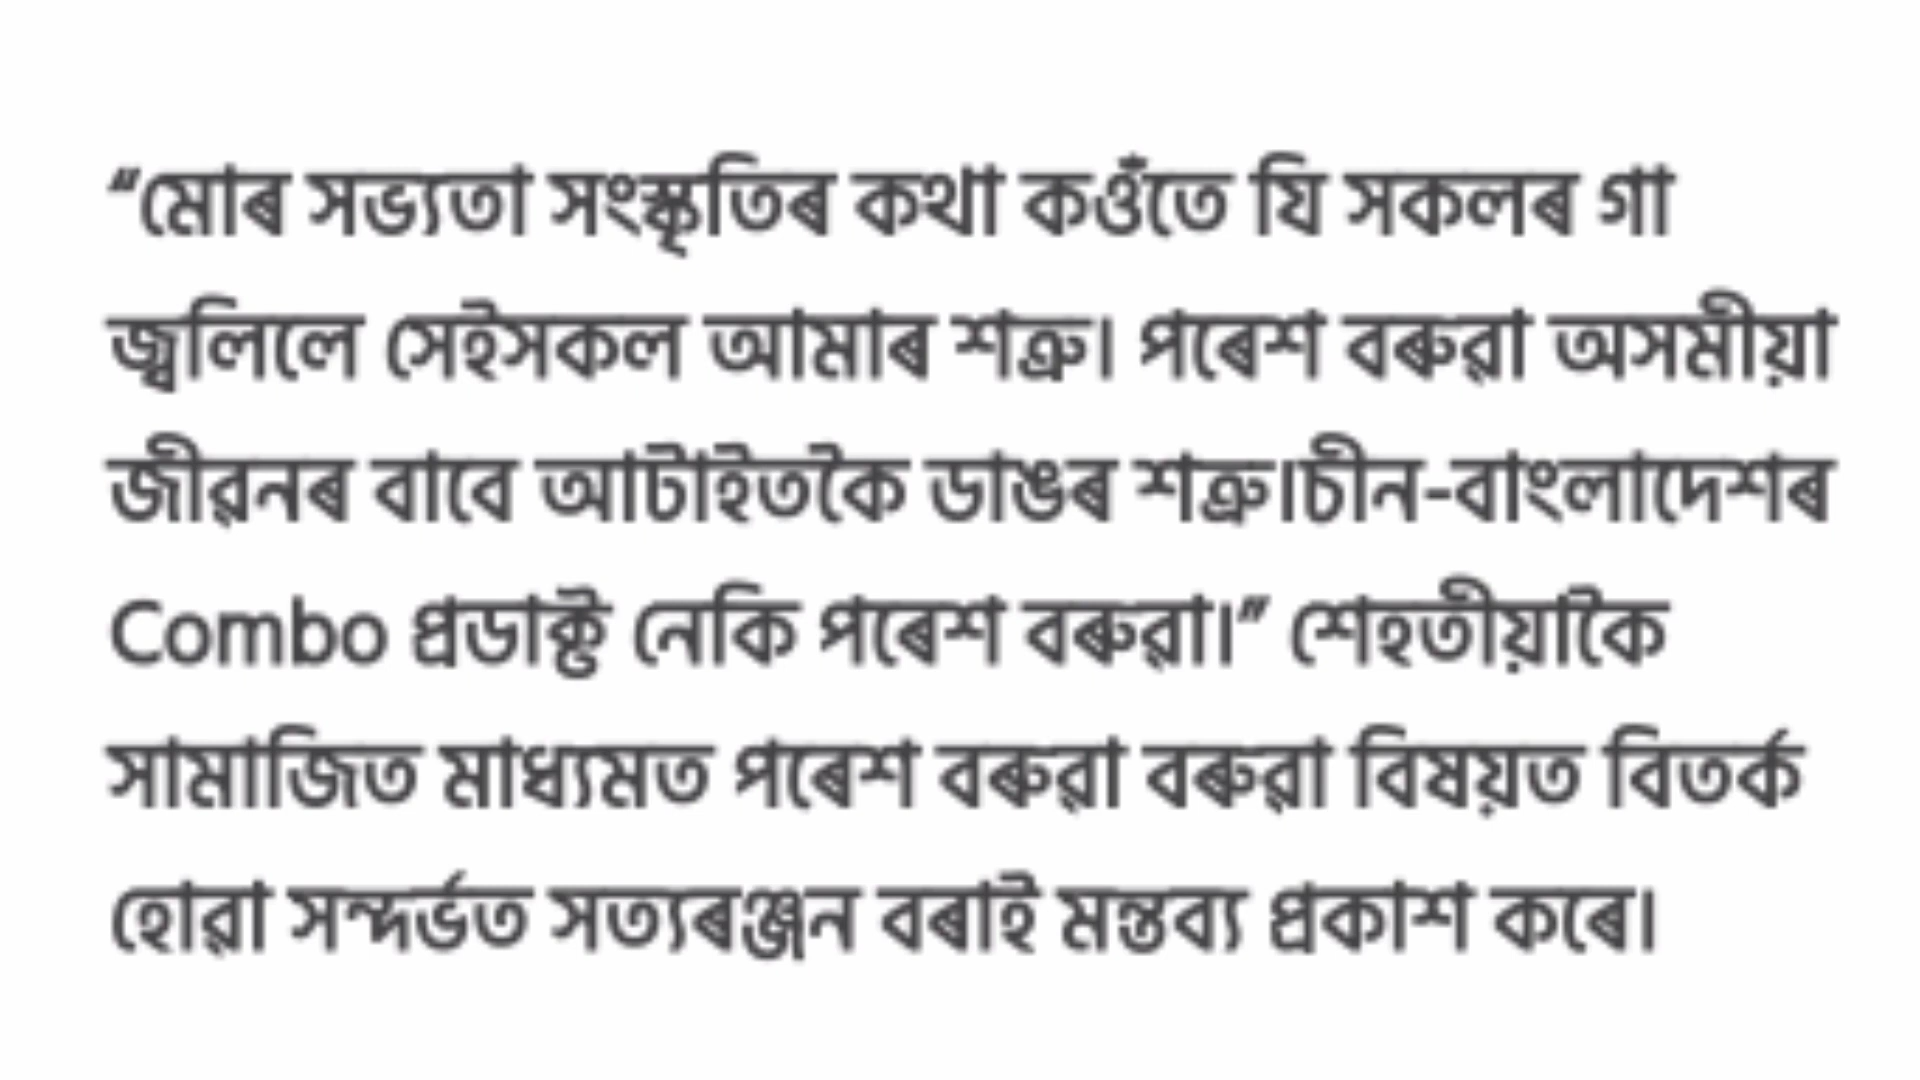 “মোৰ সভ্যতা সংস্কৃতিৰ কথা কওঁতে যি সকলৰ গা
জ্বলিলে সেইসকল আমাৰ শত্ৰু। পৰেশ বৰুৱা অসমীয়া
জীৱনৰ বাবে আটাইতকৈ ডাঙৰ শত্ৰু।চীন-বাংলাদেশৰ
Combo প্ৰডাক্ট নেকি পৰেশ বৰুৱা।” শেহতীয়াকৈ
সামাজিত মাধ্যমত পৰেশ বৰুৱা বৰুৱা বিষয়ত বিতৰ্ক
হোৱা সন্দৰ্ভত সত্যৰঞ্জন বৰাই মন্তব্য প্ৰকাশ কৰে।